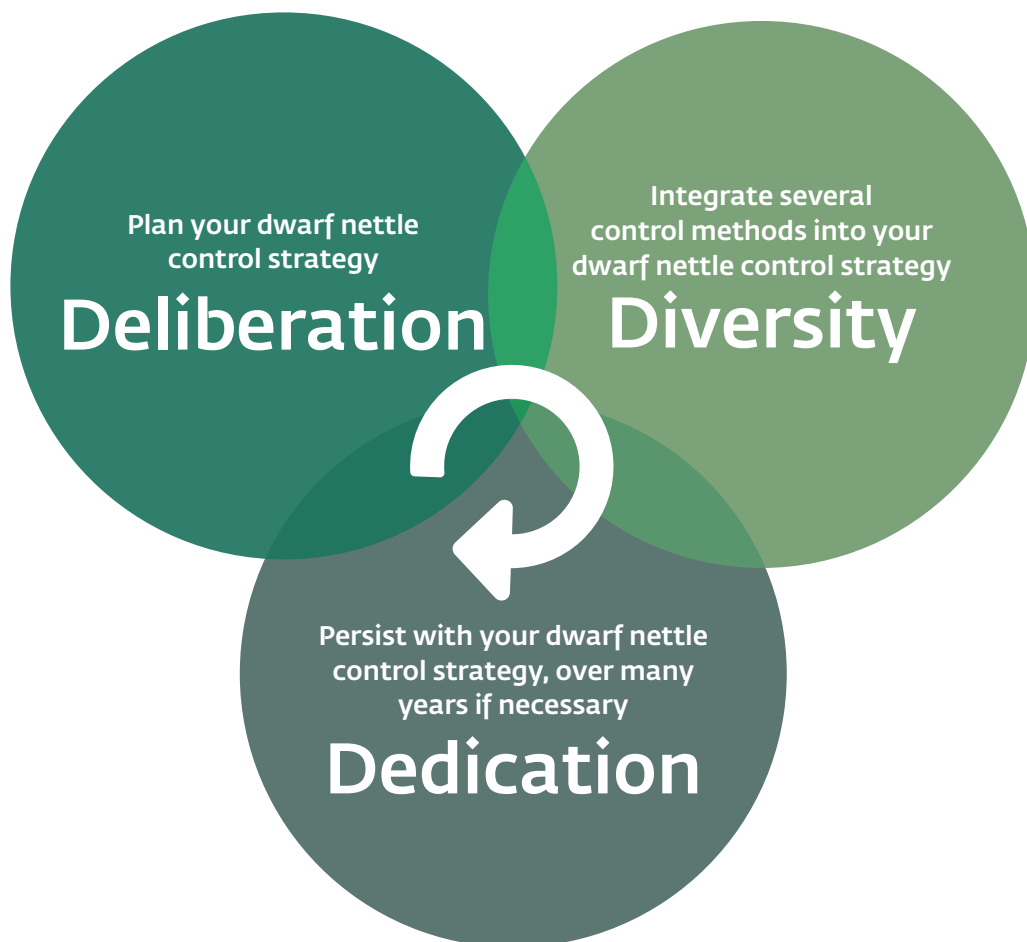 Plan your dwarf nettle
control strategy
Deliberation
Integrate several
control methods into your
dwarf nettle control strategy
Diversity
Persist with your dwarf nettle
control strategy, over many
years if necessary
Dedication